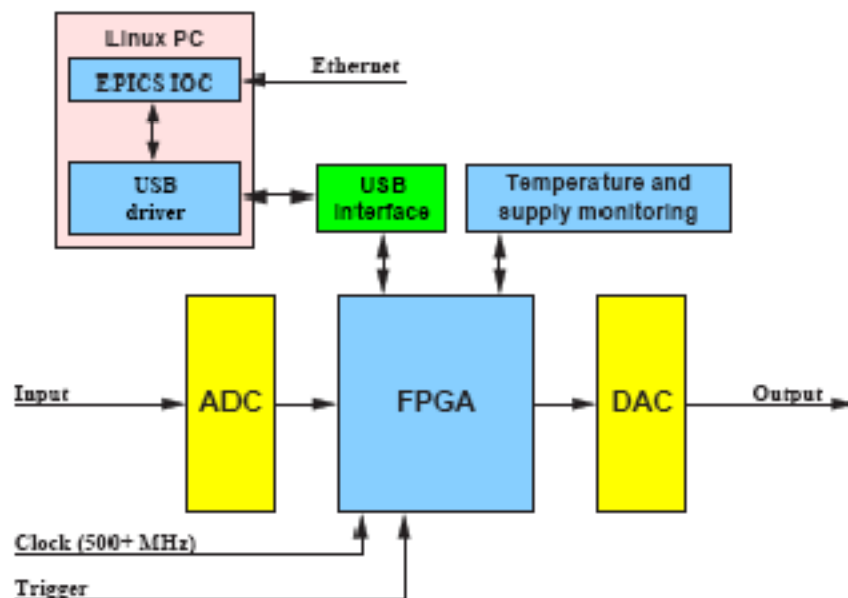 Linux PC
EPICS IOC
Ethernet
USB
driver
USB
interface
Temperature and
supply monitoring
Input
ADC
FPGA
DAC
Output
Clock (500+ MHz)
Trigger